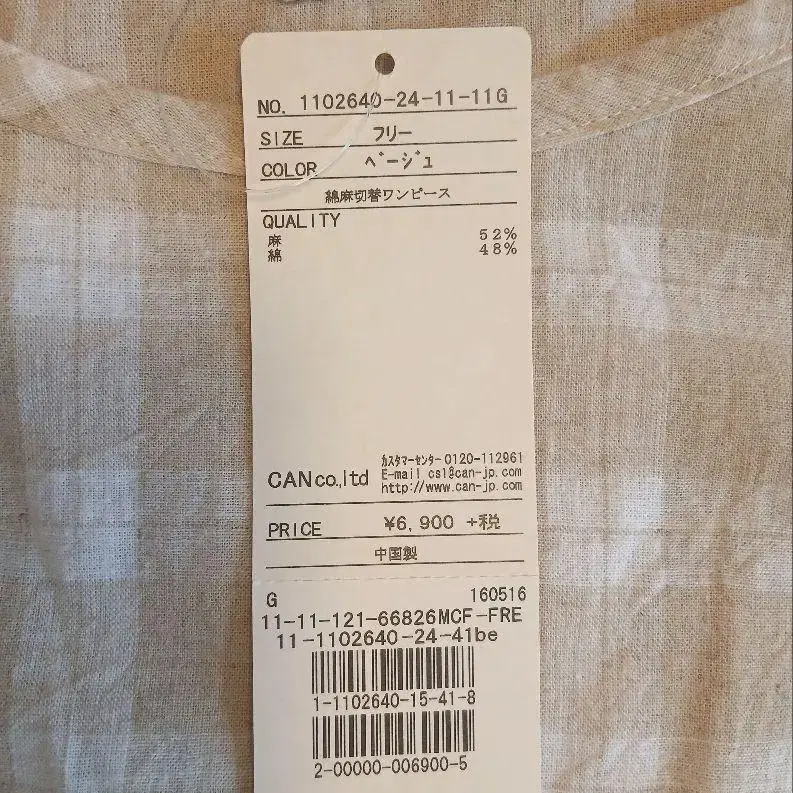 NO. 1102640-24-11-11G
SIZE フリー
COLOR ベージュ
綿麻切替ワンピース
QUALITY
麻 52%
綿 48%
CANco.,ltd カスタマーセンター 0120-112961
E-mail cs1@can-jp.com
http://www.can-jp.com
PRICE ¥6,900 +税
中国製
G 160516
11-11-121-66826MCF-FRE
11-1102640-24-41be
1-1102640-15-41-8
2-00000-006900-5